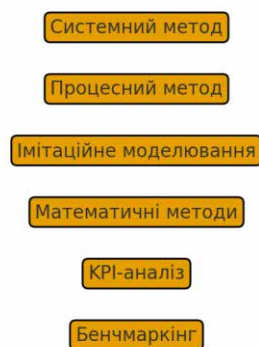 Системний метод
Процесний метод
Імітаційне моделювання
Математичні методи
KPI-аналіз
Бенчмаркінг